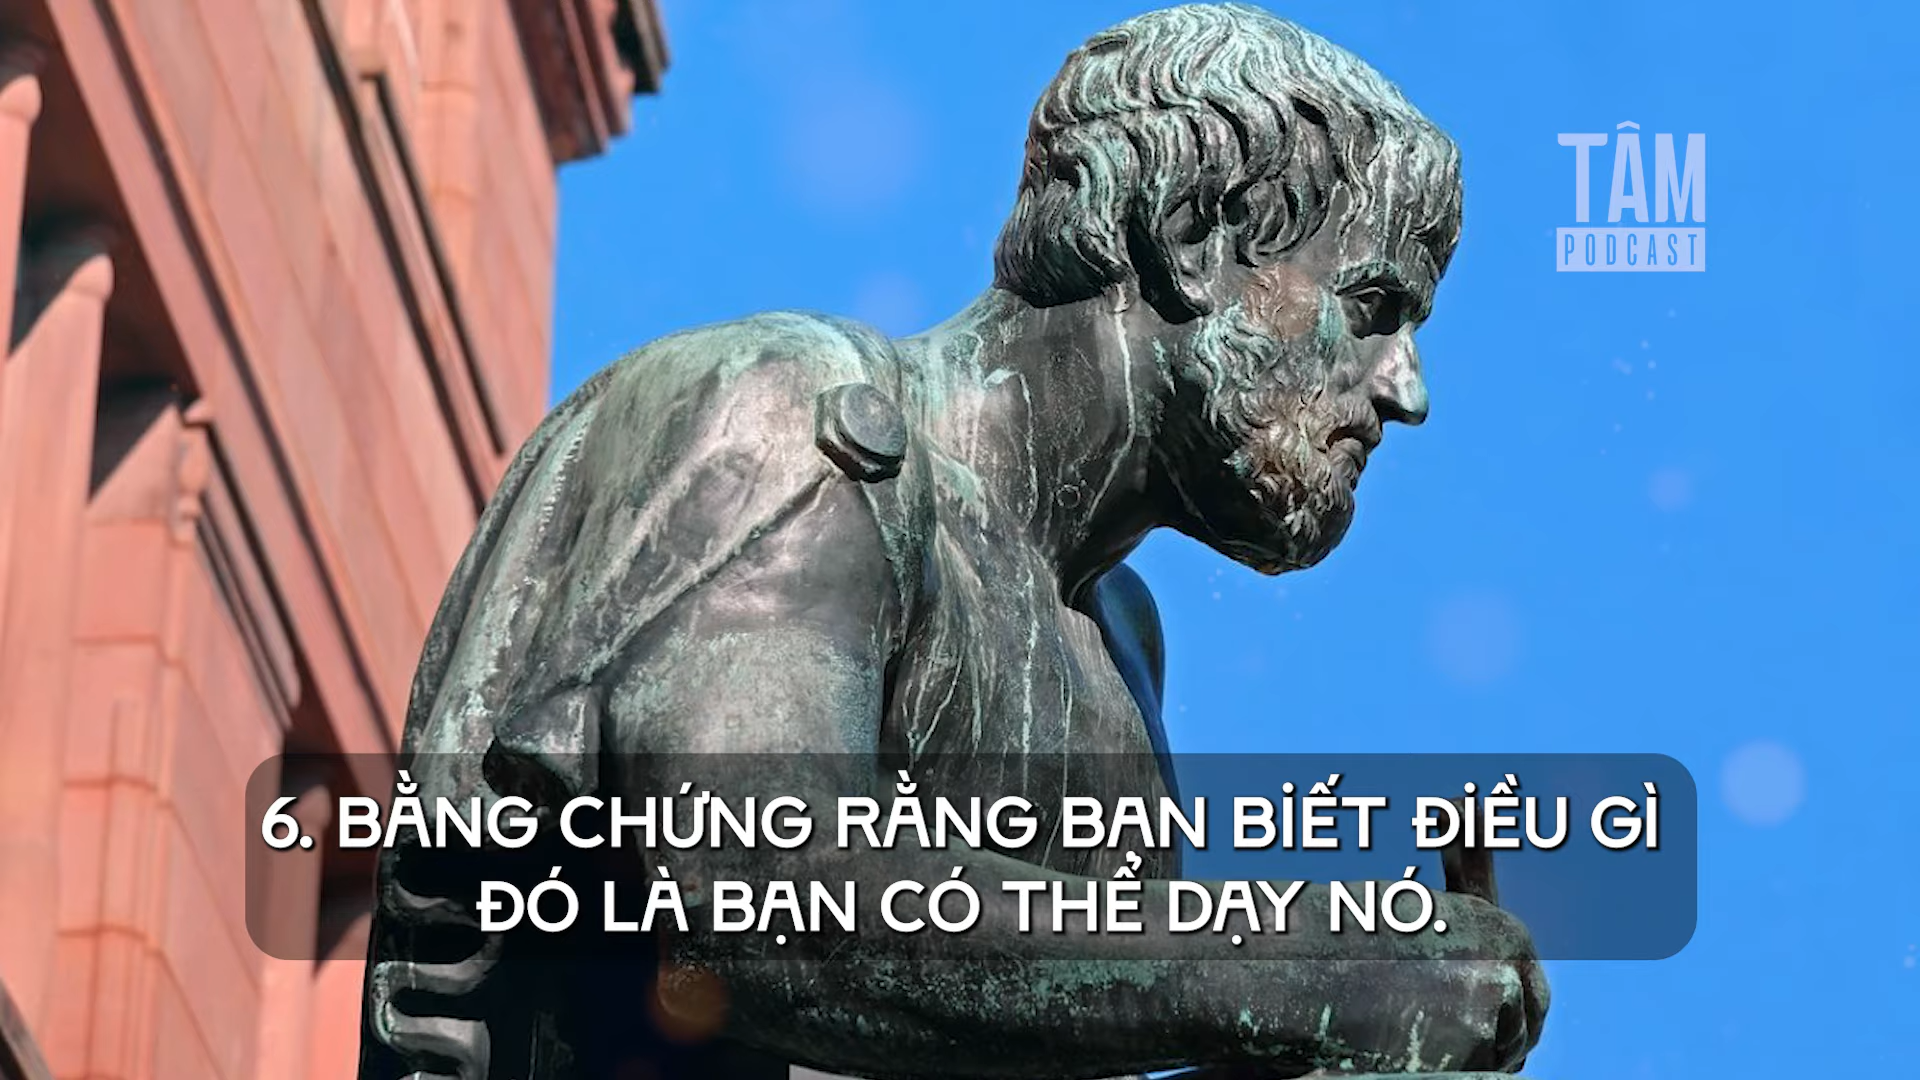 TÂM
PODCAST
6. BẰNG CHỨNG RẰNG BẠN BIẾT ĐIỀU GÌ
ĐÓ LÀ BẠN CÓ THỂ DẠY NÓ.